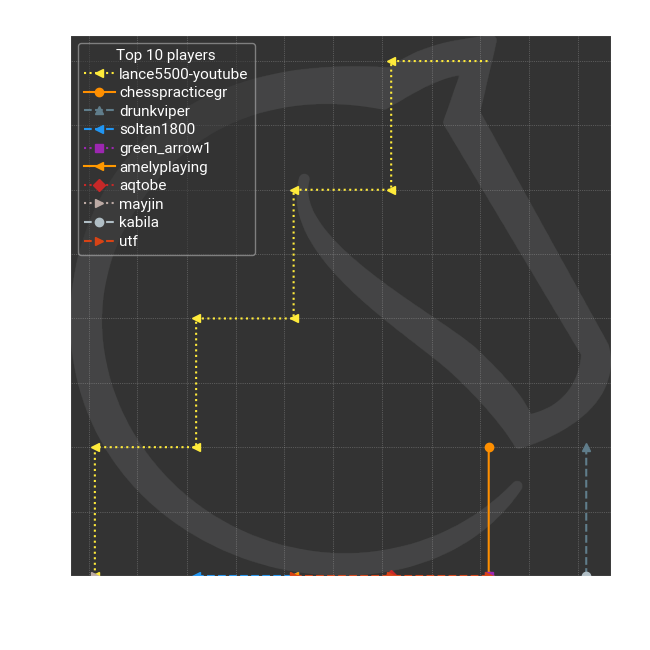 Top 10 players
lance5500-youtube
chesspracticegr
drunkviper
soltan1800
green_arrow1
amelyplaying
aqtobe
mayjin
kabila
utf